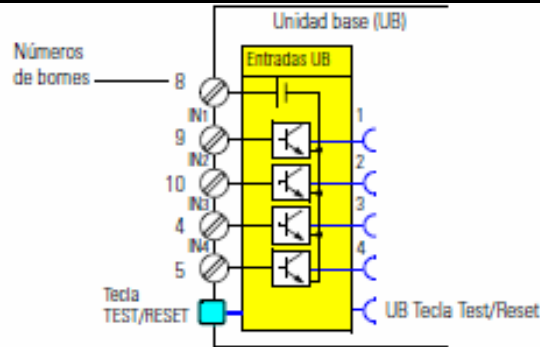 Unidad base (UB)
Números
de bornes
Entradas UB
8
IN1
1
9
IN2
2
10
IN3
3
4
IN4
4
5
Tecla
TEST/RESET
UB Tecla Test/Reset